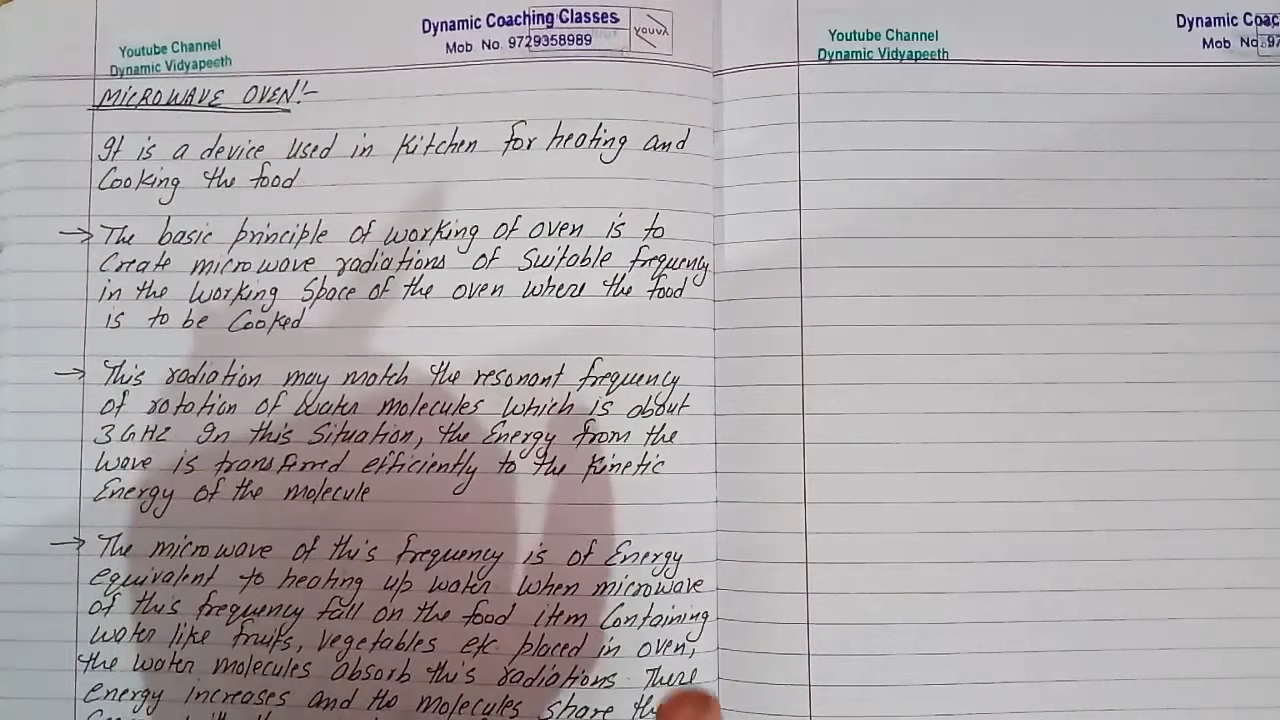 Youtube Channel
Dynamic Vidyapeeth
Dynamic Coaching Classes
Mob No. 9729358989
youva
MICROWAVE OVEN!-
It is a device used in kitchen for heating and
Cooking the food
→ The basic principle of working of oven is to
Create microwave radiations of suitable frequency
in the working space of the oven where the food
is to be Cooked
→ This radiation may match the resonant frequency
of rotation of water molecules which is about
3 GHZ In this situation, the Energy from the
wave is transferred efficiently to the Kinetic
Energy of the molecule
→ The microwave of this frequency is of Energy
equivalent to heating up water when microwave
of this frequency fall on the food item Containing
water like fruits, vegetables etc placed in oven,
the water molecules absorb this radiations. There
energy increases and the molecules share
Youtube Channel
Dynamic Vidyapeeth
Dynamic
Mob